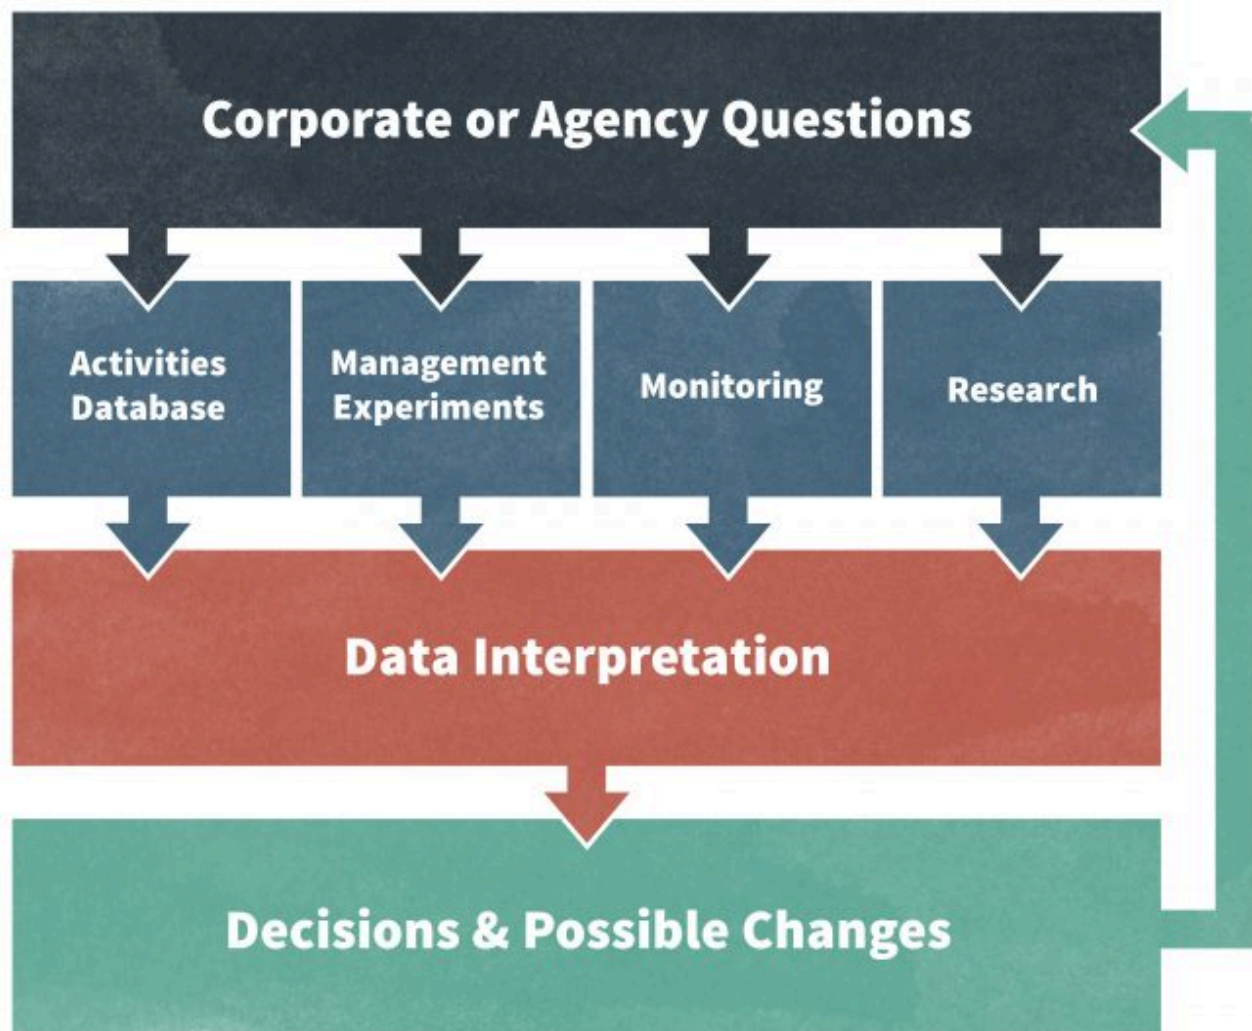 Corporate or Agency Questions
Activities
Database
Management
Experiments
Monitoring
Research
Data Interpretation
Decisions & Possible Changes